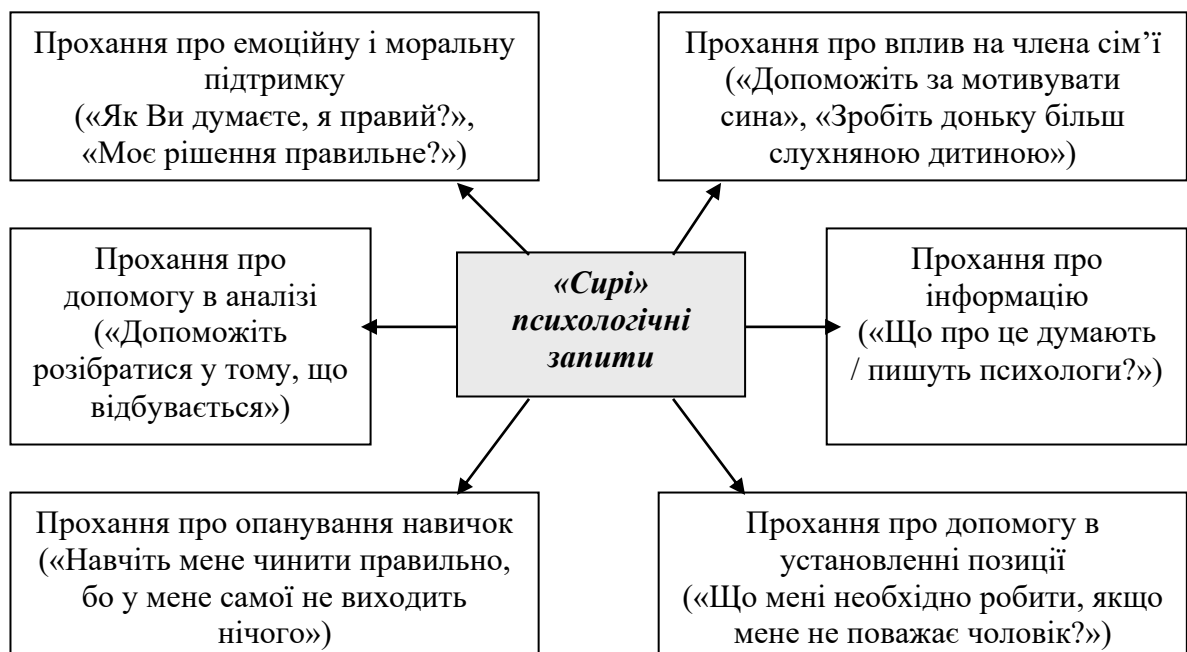 Прохання про емоційну і моральну
підтримку
(«Як Ви думаєте, я правий?»,
«Моє рішення правильне?»)
Прохання про вплив на члена сім’ї
(«Допоможіть за мотивувати
сина», «Зробіть доньку більш
слухняною дитиною»)
Прохання про
допомогу в аналізі
(«Допоможіть
розібратися у тому, що
відбувається»)
«Сирі»
психологічні
запити
Прохання про
інформацію
(«Що про це думають
/ пишуть психологи?»)
Прохання про опанування навичок
(«Навчіть мене чинити правильно,
бо у мене самої не виходить
нічого»)
Прохання про допомогу в
установленні позиції
(«Що мені необхідно робити, якщо
мене не поважає чоловік?»)